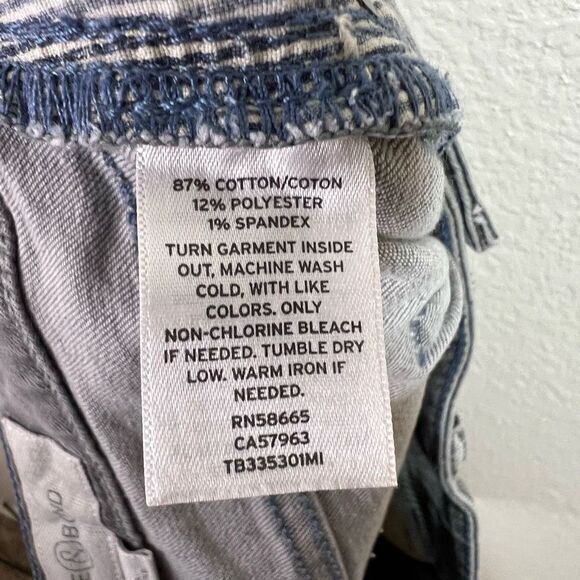 87% COTTON/COTON
12% POLYESTER
1% SPANDEX
TURN GARMENT INSIDE
OUT, MACHINE WASH
COLD, WITH LIKE
COLORS. ONLY
NON-CHLORINE BLEACH
IF NEEDED. TUMBLE DRY
LOW. WARM IRON IF
NEEDED.
RN58665
CA57963
TB335301MI